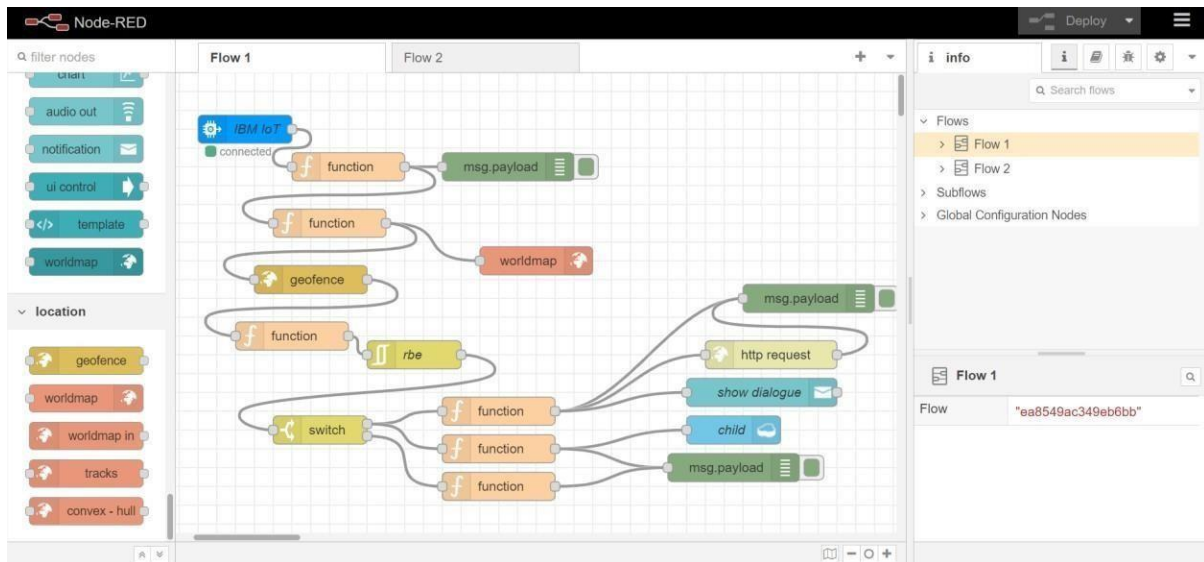 Node-RED
Deploy
filter nodes
chart
audio out
notification
ui control
template
worldmap
location
geofence
worldmap
worldmap in
tracks
convex - hull
Flow 1
Flow 2
IBM IoT
connected
function
msg.payload
function
worldmap
geofence
msg.payload
function
rbe
http request
show dialogue
function
switch
child
function
msg.payload
function
i info
i
Search flows
Flows
Flow 1
Flow 2
Subflows
Global Configuration Nodes
Flow 1
Flow "ea8549ac349eb6bb"